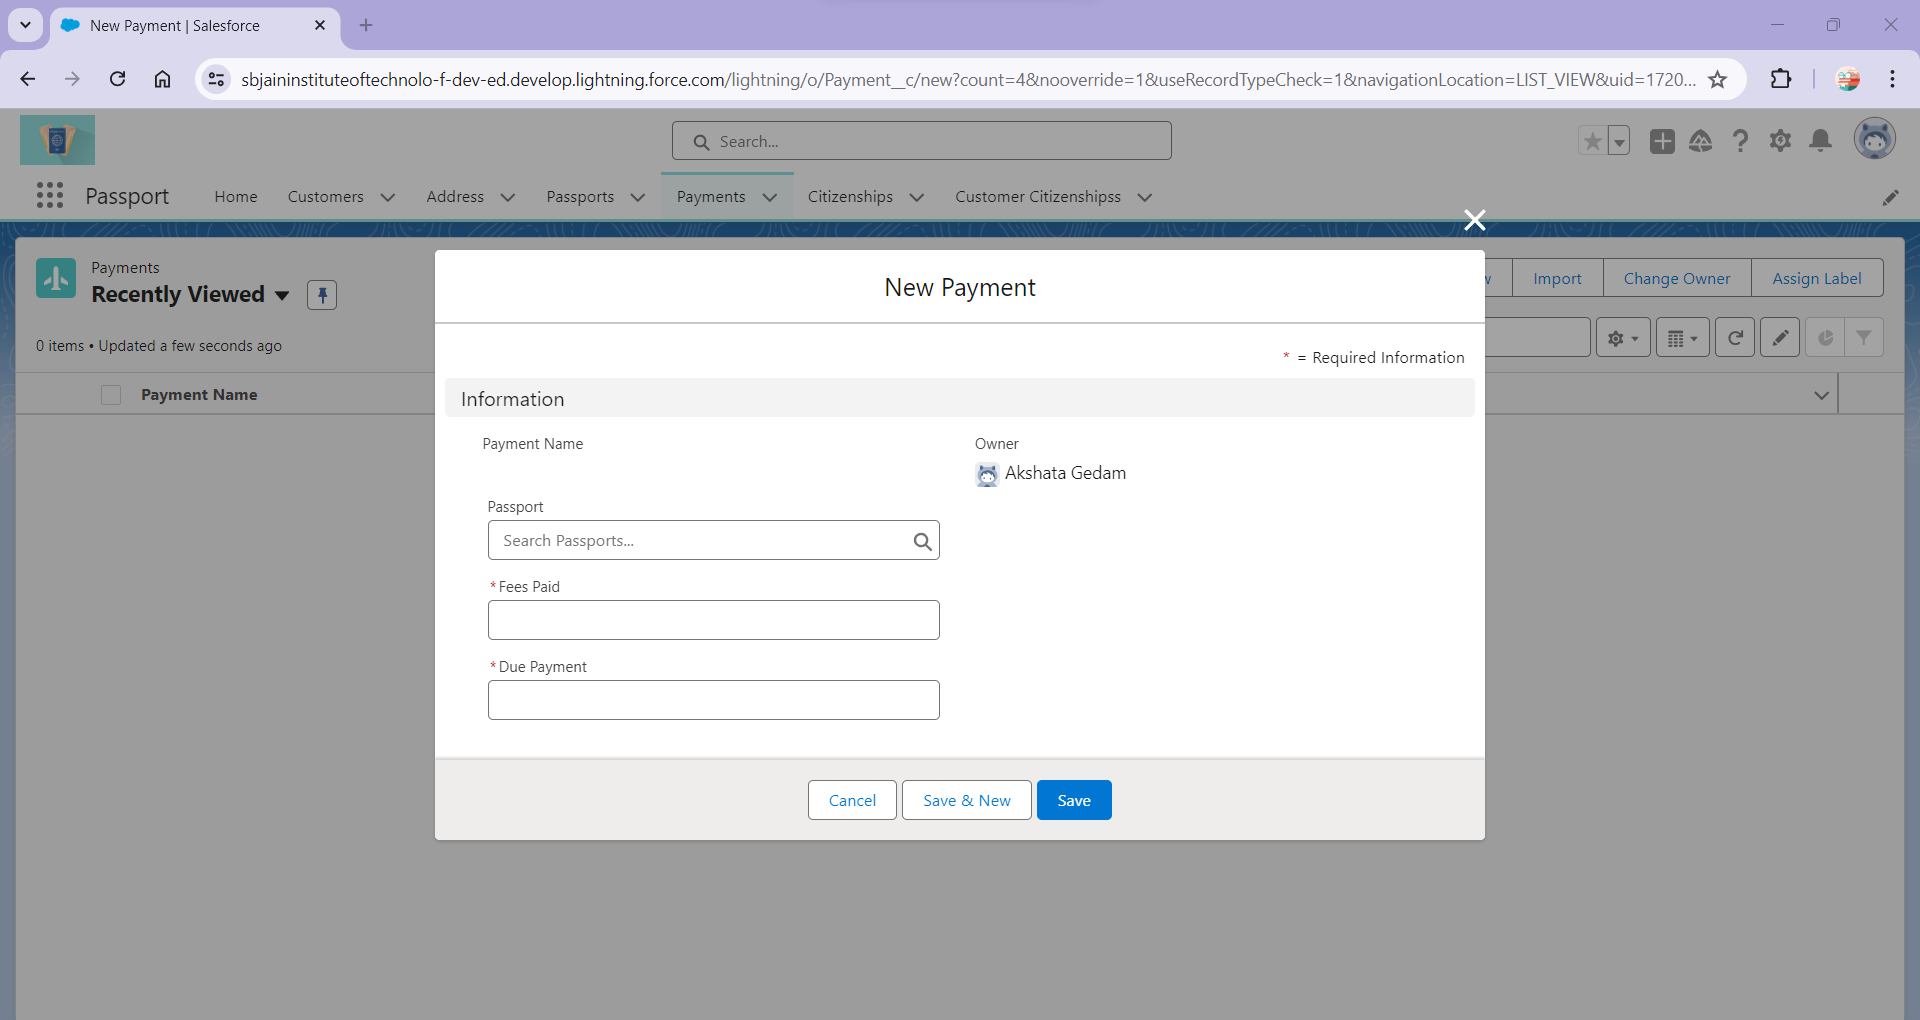 New Payment | Salesforce
sbjaininstituteoftechnolo-f-dev-ed.develop.lightning.force.com/lightning/o/Payment__c/new?count=4&nooverride=1&useRecordTypeCheck=1&navigationLocation=LIST_VIEW&uid=1720...
Search...
Passport
Home
Customers
Address
Passports
Payments
Citizenships
Customer Citizenshipss
Payments
Recently Viewed
Import
Change Owner
Assign Label
0 items • Updated a few seconds ago
Payment Name
New Payment
* = Required Information
Information
Payment Name
Owner
Akshata Gedam
Passport
Search Passports...
*Fees Paid
*Due Payment
Cancel
Save & New
Save